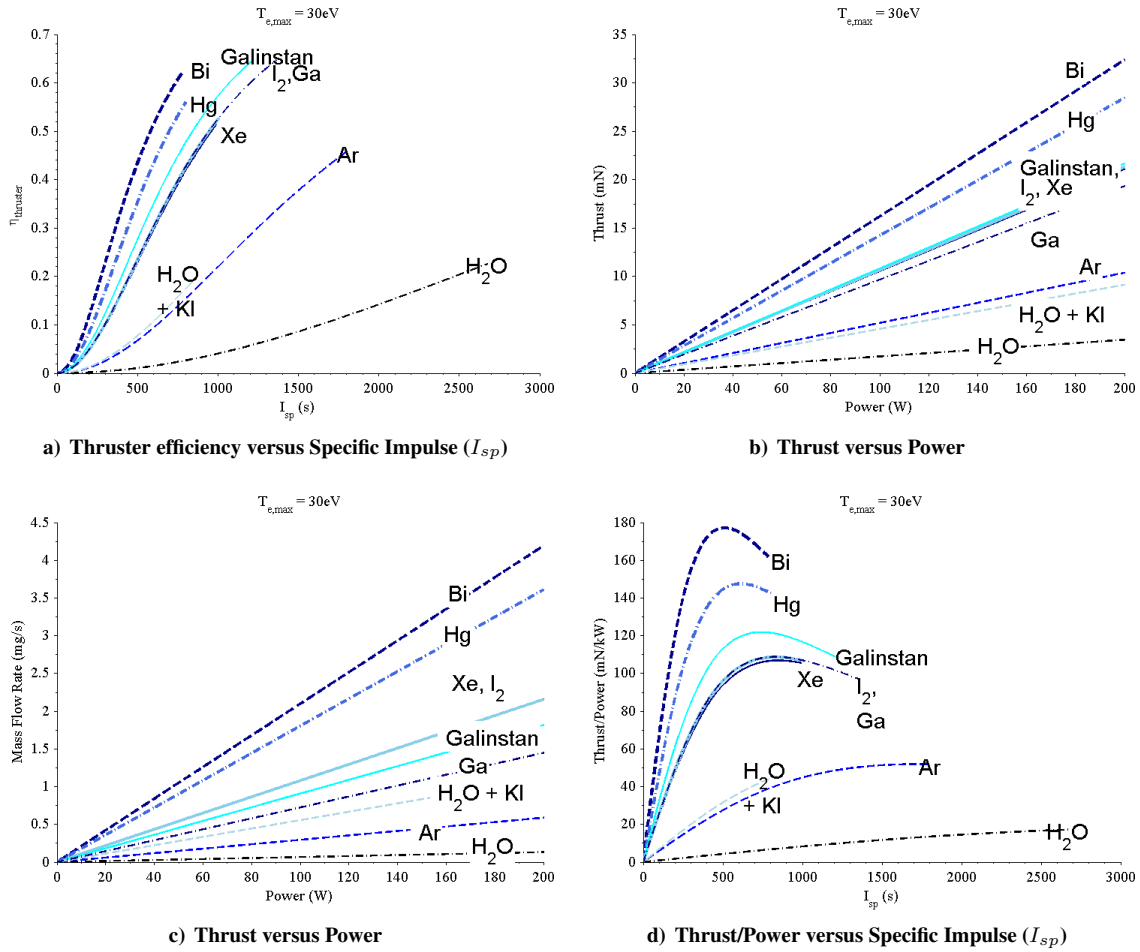 T_e,max = 30eV
0.7
0.6
0.5
0.4
0.3
0.2
0.1
0
η_thruster
Bi
Hg
Galinstan
I_2,Ga
Xe
Ar
H_2O
+ KI
H_2O
0 500 1000 1500 2000 2500 3000
I_sp (s)
a) Thruster efficiency versus Specific Impulse (I_sp)
T_e,max = 30eV
35
30
25
20
15
10
5
0
Thrust (mN)
Bi
Hg
Galinstan,
I_2, Xe
Ga
Ar
H_2O + KI
H_2O
0 20 40 60 80 100 120 140 160 180 200
Power (W)
b) Thrust versus Power
T_e,max = 30eV
4.5
4
3.5
3
2.5
2
1.5
1
0.5
0
Mass Flow Rate (mg/s)
Bi
Hg
Xe, I_2
Galinstan
Ga
H_2O + KI
Ar
H_2O
0 20 40 60 80 100 120 140 160 180 200
Power (W)
c) Thrust versus Power
T_e,max = 30eV
180
160
140
120
100
80
60
40
20
0
Thrust/Power (mN/kW)
Bi
Hg
Galinstan
Xe
I_2,
Ga
H_2O
+ KI
Ar
H_2O
0 500 1000 1500 2000 2500 3000
I_sp (s)
d) Thrust/Power versus Specific Impulse (I_sp)